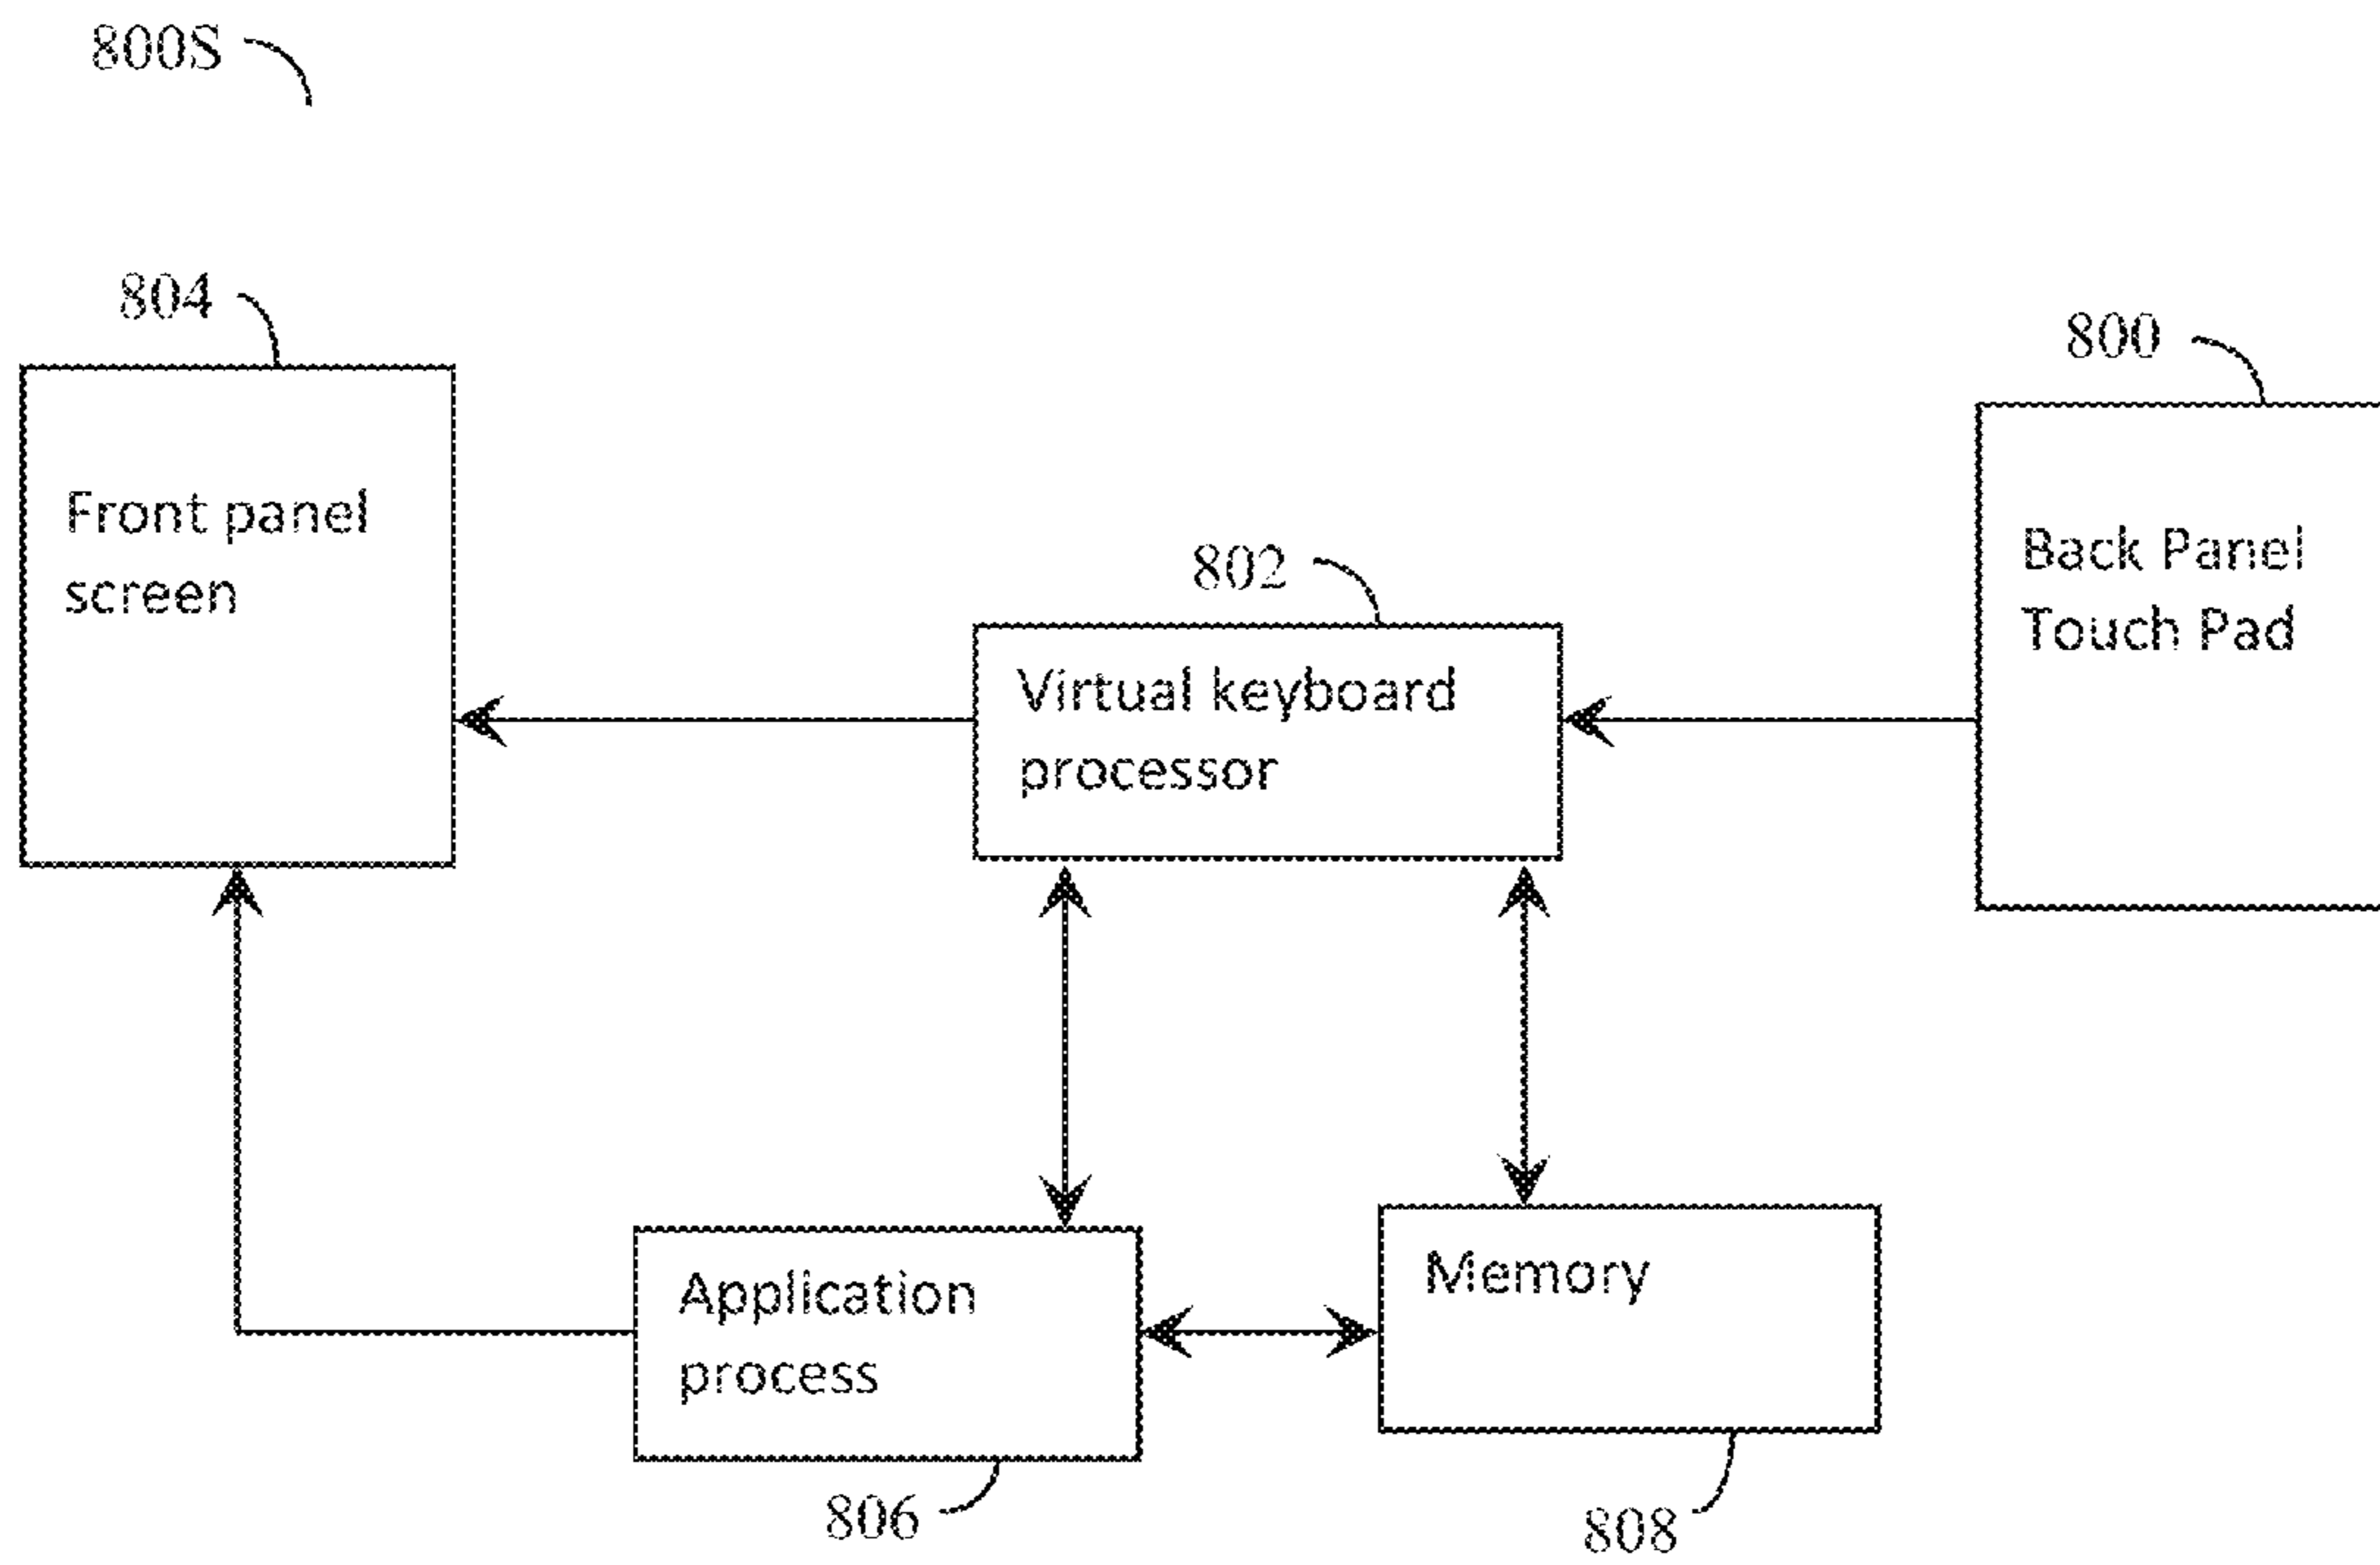 800S
804
Front panel
screen
800
Back Panel
Touch Pad
802
Virtual keyboard
processor
Application
process
806
Memory
808